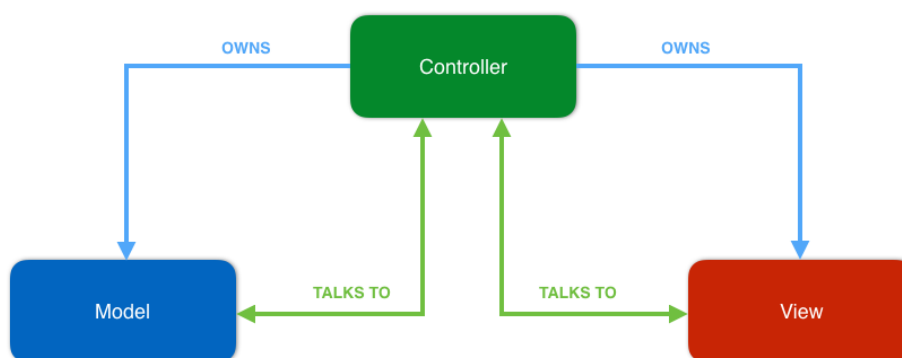 OWNS
OWNS
Controller
Model
TALKS TO
TALKS TO
View